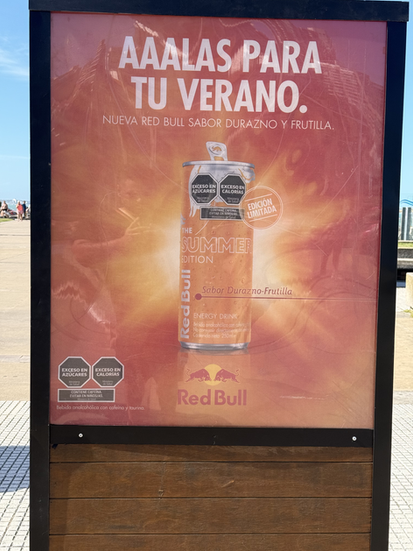 AAALAS PARA
TU VERANO.
NUEVA RED BULL SABOR DURAZNO Y FRUTILLA.
EXCESO EN
AZÚCARES
EXCESO EN
CALORÍAS
EDICIÓN
LIMITADA
THE
SUMMER
EDITION
Red Bull
Sabor Durazno-Frutilla
ENERGY DRINK
EXCESO EN
AZÚCARES
EXCESO EN
CALORÍAS
Red Bull